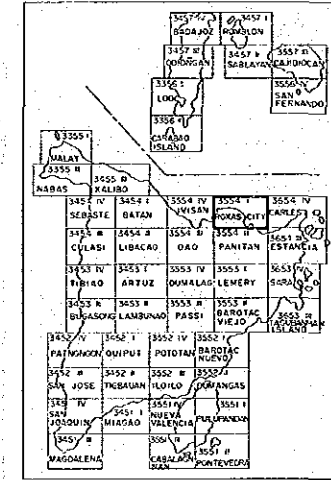 3457 IV 3457 I
BADAJOZ ROMBLON
3457 III 3457 II 3557 III
ODIONGAN SABLAYAN CAJIDIOCAN
3356 I 3556 IV
LOOC SAN FERNANDO
3356 II
CARABAO ISLAND
3355 I
MALAY
3355 II 3455 III
NABAS KALIBO
3454 IV 3454 I 3554 IV 3554 I 3654 IV
SEBASTE BATAN IVISAN ROXAS CITY CARLES
3454 III 3454 II 3554 III 3554 II
CULASI LIBACAO DAO PANITAN ESTANCIA
3453 IV 3453 I 3553 IV 3553 I 3653 IV
TIBIAO ARTUZ DUMALAG LEMERY SARA
3453 III 3453 II 3553 III 3553 II 3653 III
BUGASONG LAMBUNAO PASSI BAROTAC VIEJO TAGUBANHAN ISLAND
3452 IV 3452 I 3552 IV 3552 I
PATNONGON QUIPUT POTOTAN BAROTAC NUEVO
3452 III 3452 II 3552 III 3552 II
SAN JOSE TIGBAUAN ILOILO DUMANGAS
3451 IV 3451 I 3551 IV 3551 I
SAN JOAQUIN MIAGAO NUEVA VALENCIA PULUPANDAN
3451 III 3551 III 3551 II
MAGDALENA PONTEVEDRA